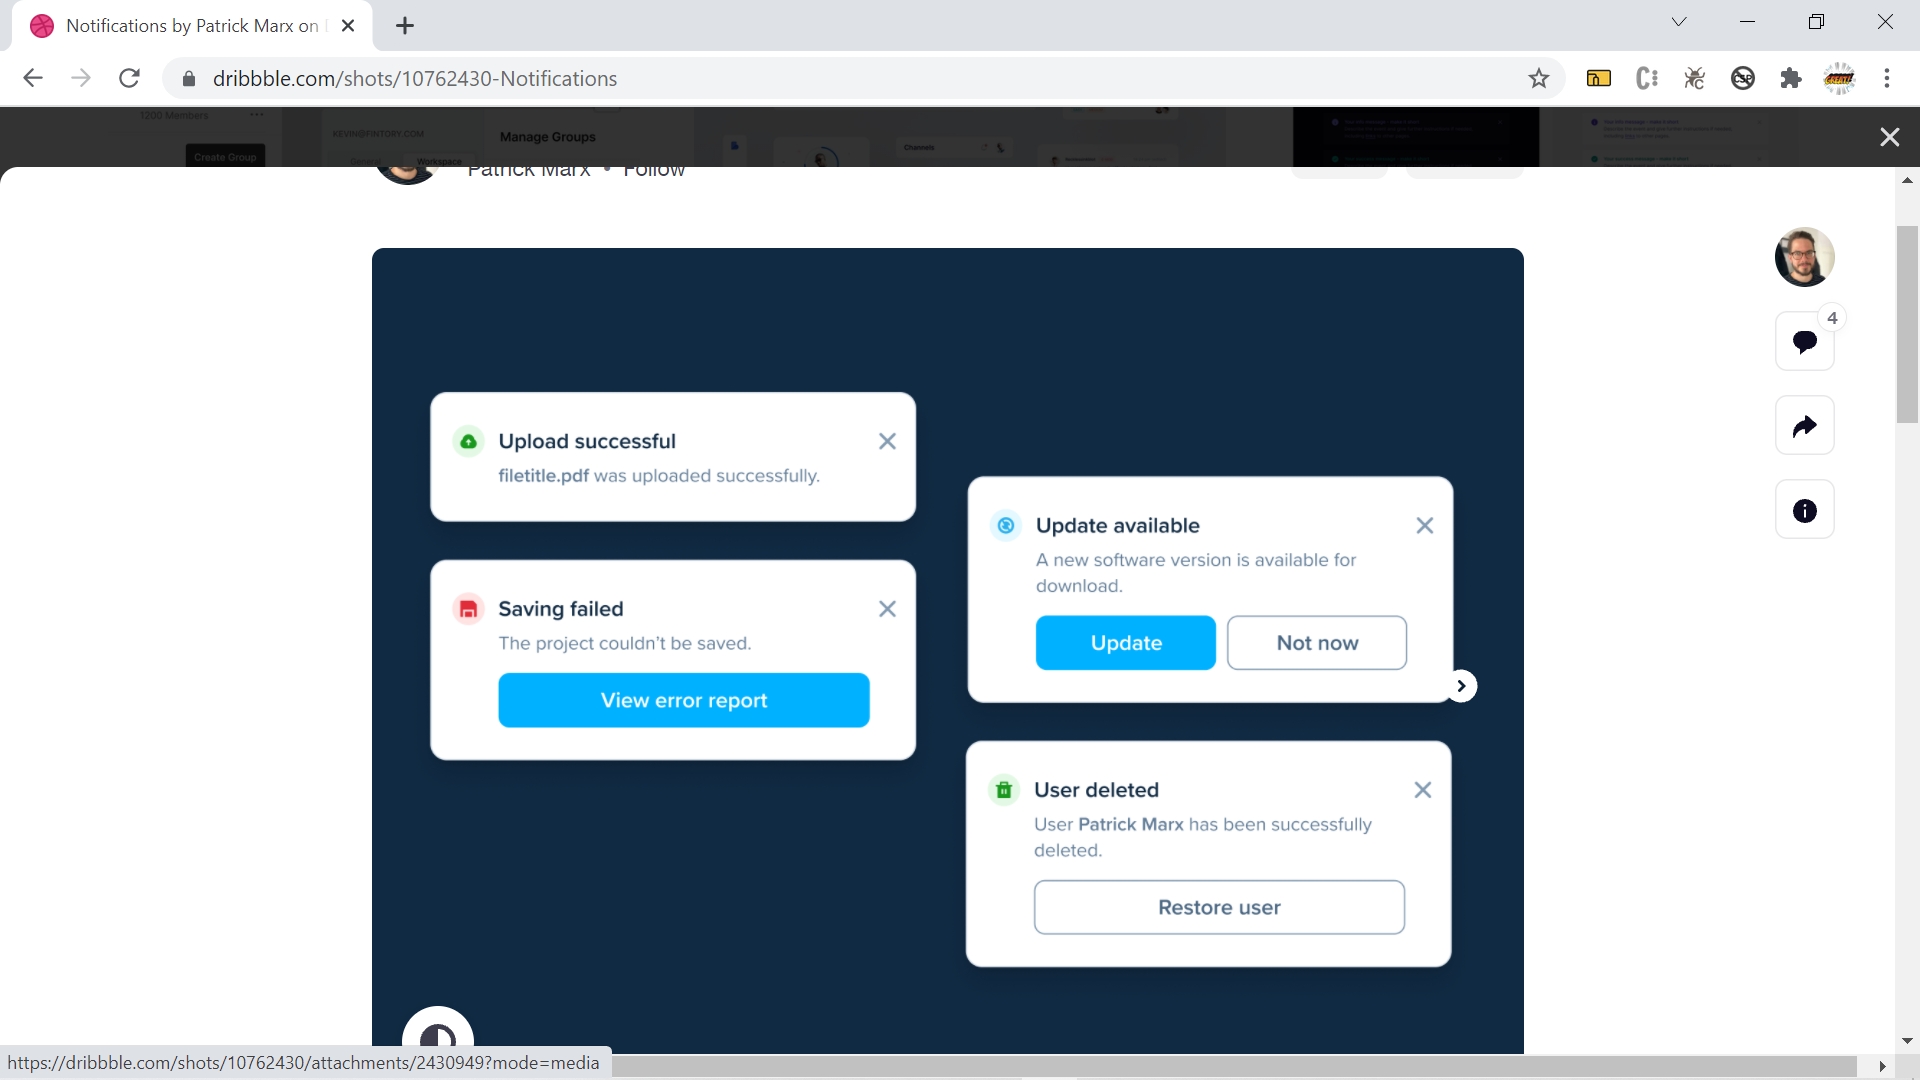 Notifications by Patrick Marx on
dribbble.com/shots/10762430-Notifications
1200 Members
Create Group
KEVIN@FINTORY.COM
General
Workspace
Manage Groups
Channels
Patrick Marx • Follow
4
Upload successful
filetitle.pdf was uploaded successfully.
Saving failed
The project couldn't be saved.
View error report
Update available
A new software version is available for
download.
Update
Not now
User deleted
User Patrick Marx has been successfully
deleted.
Restore user
https://dribbble.com/shots/10762430/attachments/2430949?mode=media